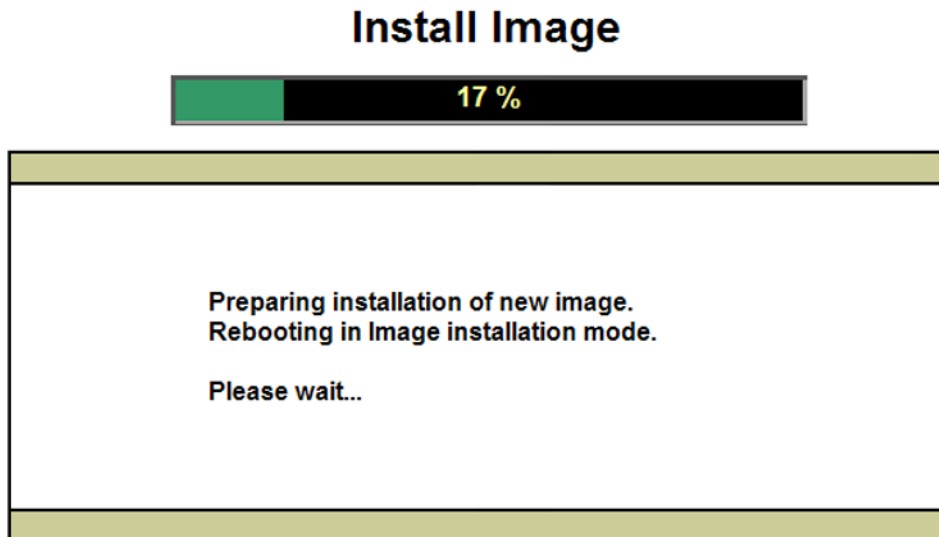 Install Image
17 %
Preparing installation of new image.
Rebooting in Image installation mode.
Please wait...